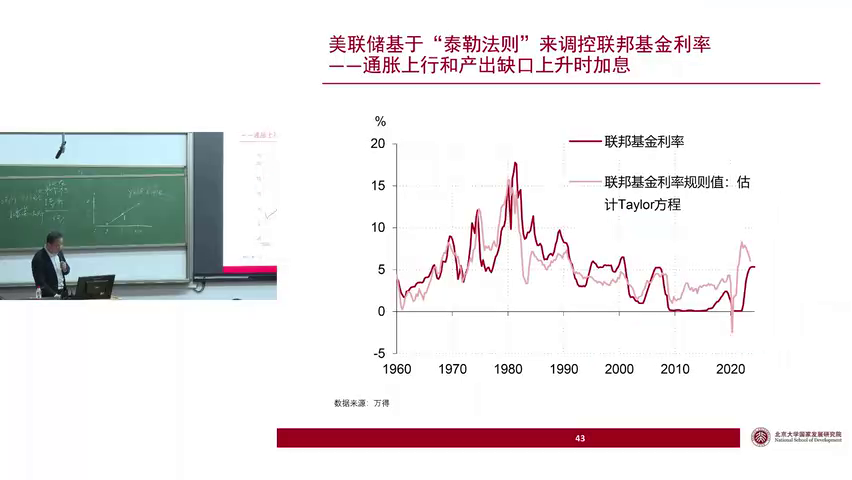 美联储基于“泰勒法则”来调控联邦基金利率
——通胀上行和产出缺口上升时加息
%
20
15
10
5
0
-5
1960 1970 1980 1990 2000 2010 2020
联邦基金利率
联邦基金利率规则值：估
计Taylor方程
数据来源：万得
43
北京大学国家发展研究院
National School of Development